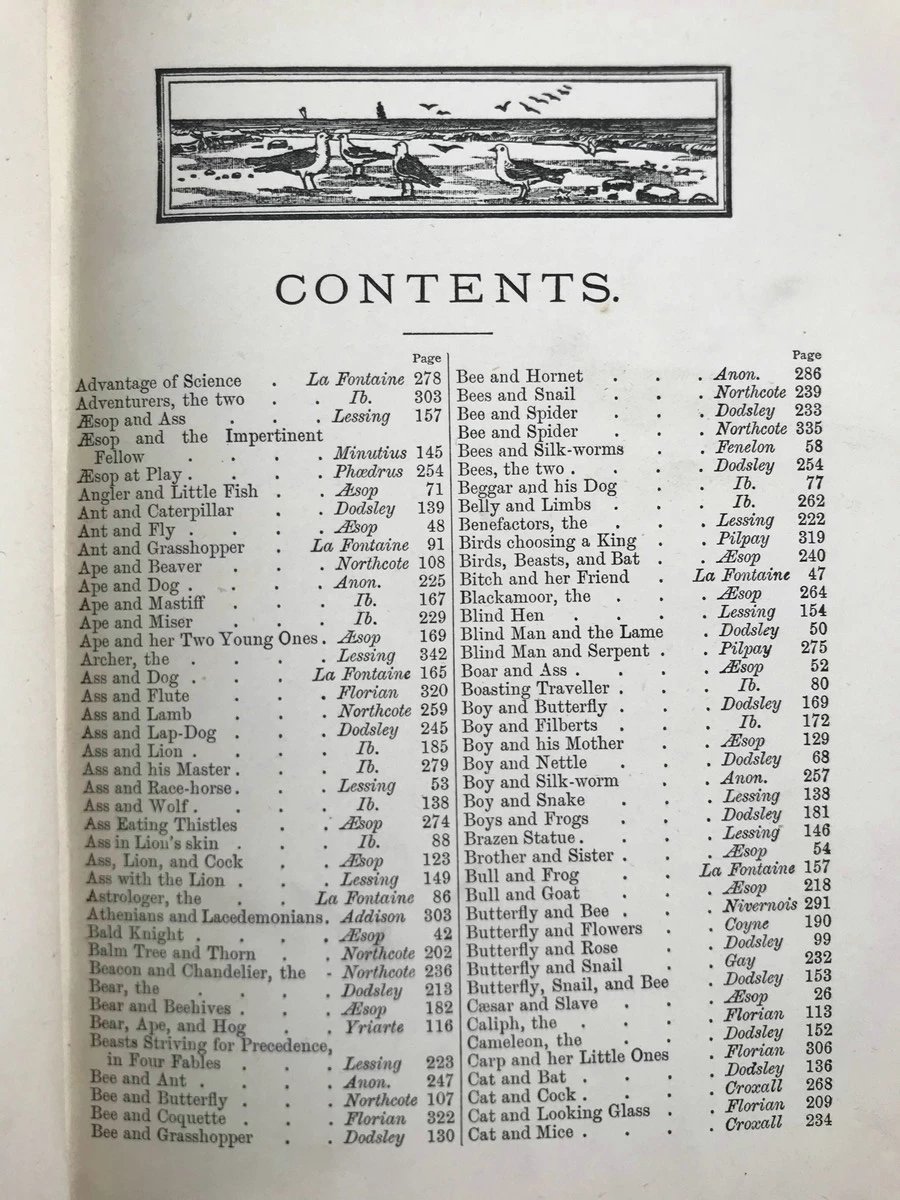 CONTENTS.
Page
Advantage of Science . La Fontaine 278
Adventurers, the two . . Ib. 303
Æsop and Ass . . . Lessing 157
Æsop and the Impertinent
Fellow . . . . Minutius 145
Æsop at Play . . . . Phœdrus 254
Angler and Little Fish . . Æsop 71
Ant and Caterpillar . . Dodsley 139
Ant and Fly . . . . Æsop 48
Ant and Grasshopper . La Fontaine 91
Ape and Beaver . . . Northcote 108
Ape and Dog . . . . Anon. 225
Ape and Mastiff . . . Ib. 167
Ape and Miser . . . Ib. 229
Ape and her Two Young Ones . Æsop 169
Archer, the . . . . Lessing 342
Ass and Dog . . . La Fontaine 165
Ass and Flute . . . Florian 320
Ass and Lamb . . . Northcote 259
Ass and Lap-Dog . . . Dodsley 245
Ass and Lion . . . . Ib. 185
Ass and his Master . . . Ib. 279
Ass and Race-horse . . . Lessing 53
Ass and Wolf . . . . Ib. 138
Ass Eating Thistles . . Æsop 274
Ass in Lion's skin . . . Ib. 88
Ass, Lion, and Cock . . Æsop 123
Ass with the Lion . . . Lessing 149
Astrologer, the . . La Fontaine 86
Athenians and Lacedemonians . Addison 303
Bald Knight . . . . Æsop 42
Balm Tree and Thorn . Northcote 202
Beacon and Chandelier, the - Northcote 236
Bear, the . . . . Dodsley 213
Bear and Beehives . . . Æsop 182
Bear, Ape, and Hog . . Yriarte 116
Beasts Striving for Precedence,
in Four Fables . . . Lessing 223
Bee and Ant . . . . Anon. 247
Bee and Butterfly . . . Northcote 107
Bee and Coquette . . . Florian 322
Bee and Grasshopper . . Dodsley 130
Page
Bee and Hornet . . . Anon. 286
Bees and Snail . . . Northcote 239
Bee and Spider . . . Dodsley 233
Bee and Spider . . . Northcote 335
Bees and Silk-worms . . Fenelon 58
Bees, the two . . . . Dodsley 254
Beggar and his Dog . . Ib. 77
Belly and Limbs . . . Ib. 262
Benefactors, the . . . Lessing 222
Birds choosing a King . . Pilpay 319
Birds, Beasts, and Bat . . Æsop 240
Bitch and her Friend . La Fontaine 47
Blackamoor, the . . . Æsop 264
Blind Hen . . . . Lessing 154
Blind Man and the Lame . Dodsley 50
Blind Man and Serpent . . Pilpay 275
Boar and Ass . . . . Æsop 52
Boasting Traveller . . . Ib. 80
Boy and Butterfly . . . Dodsley 169
Boy and Filberts . . . Ib. 172
Boy and his Mother . . Æsop 129
Boy and Nettle . . . Dodsley 68
Boy and Silk-worm . . Anon. 257
Boy and Snake . . . Lessing 138
Boys and Frogs . . . Dodsley 181
Brazen Statue . . . . Lessing 146
Brother and Sister . . . Æsop 54
Bull and Frog . . La Fontaine 157
Bull and Goat . . . Æsop 218
Butterfly and Bee . . . Nivernois 291
Butterfly and Flowers . . Coyne 190
Butterfly and Rose . . Dodsley 99
Butterfly and Snail . . Gay 232
Butterfly, Snail, and Bee . Dodsley 153
Cæsar and Slave . . . Æsop 26
Caliph, the . . . . Florian 113
Cameleon, the . . . Dodsley 152
Carp and her Little Ones . Florian 306
Cat and Bat . . . . Dodsley 136
Cat and Cock . . . . Croxall 268
Cat and Looking Glass . . Florian 209
Cat and Mice . . . . Croxall 234